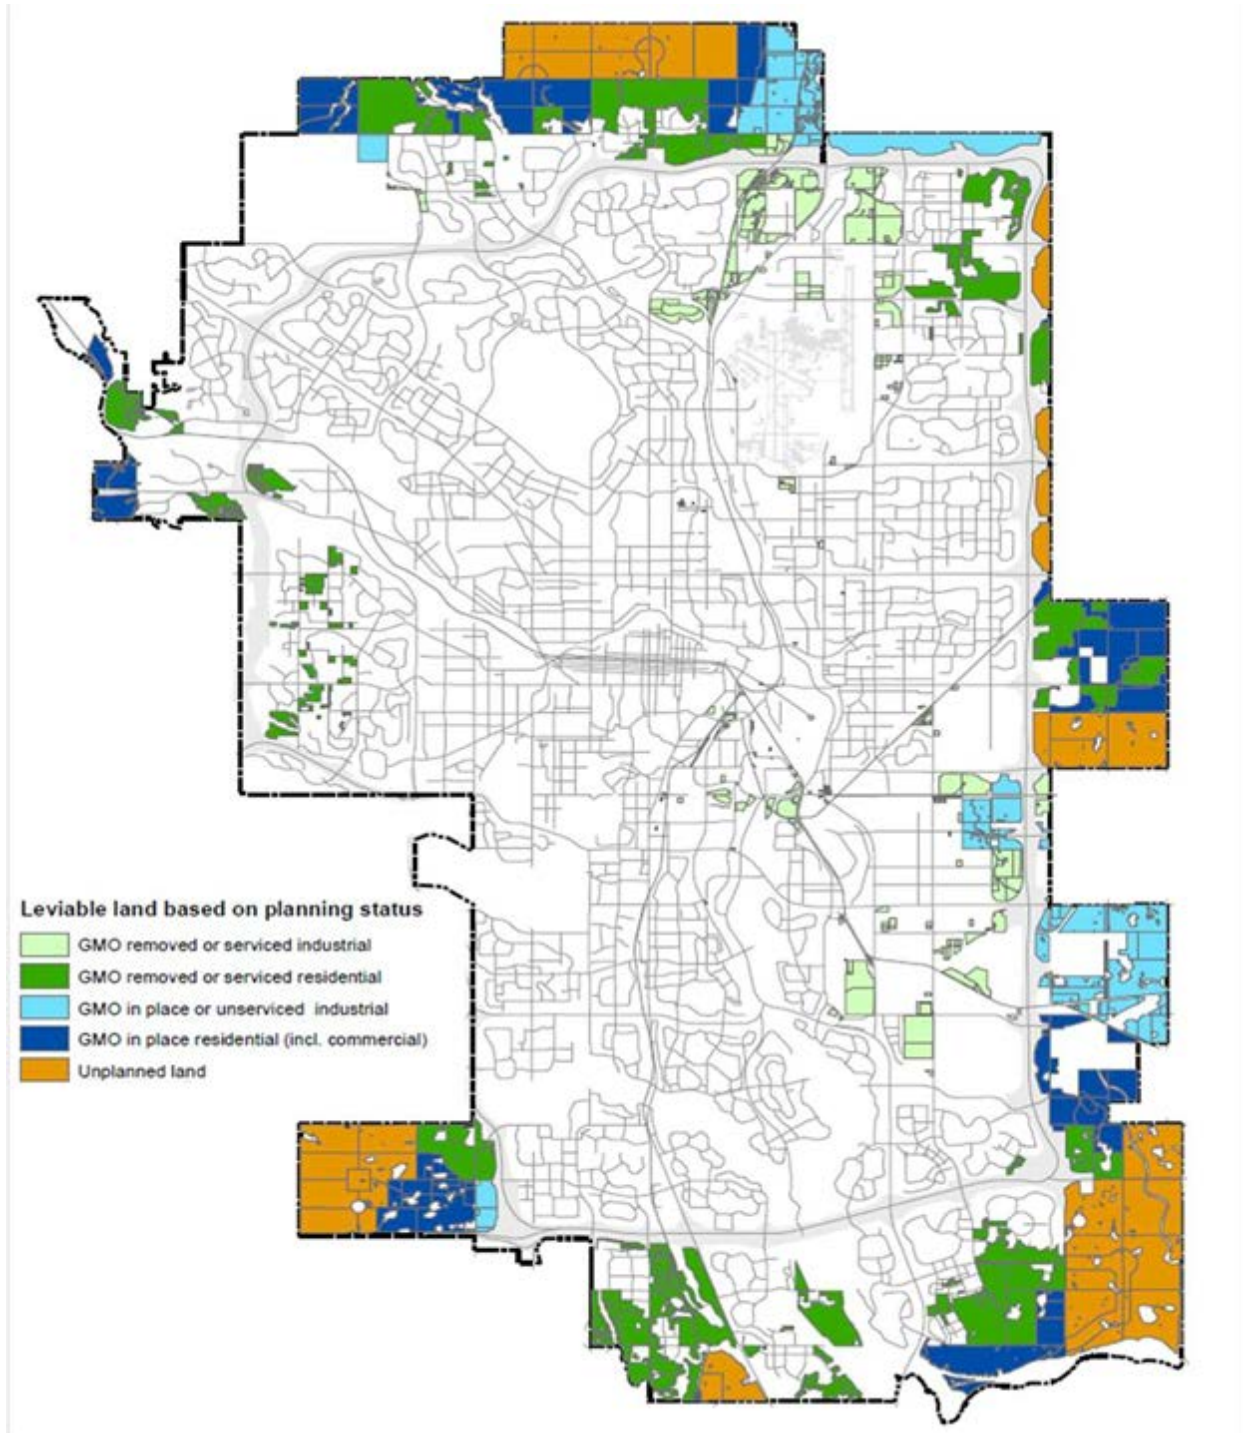 Leviable land based on planning status
GMO removed or serviced industrial
GMO removed or serviced residential
GMO in place or unserviced industrial
GMO in place residential (incl. commercial)
Unplanned land